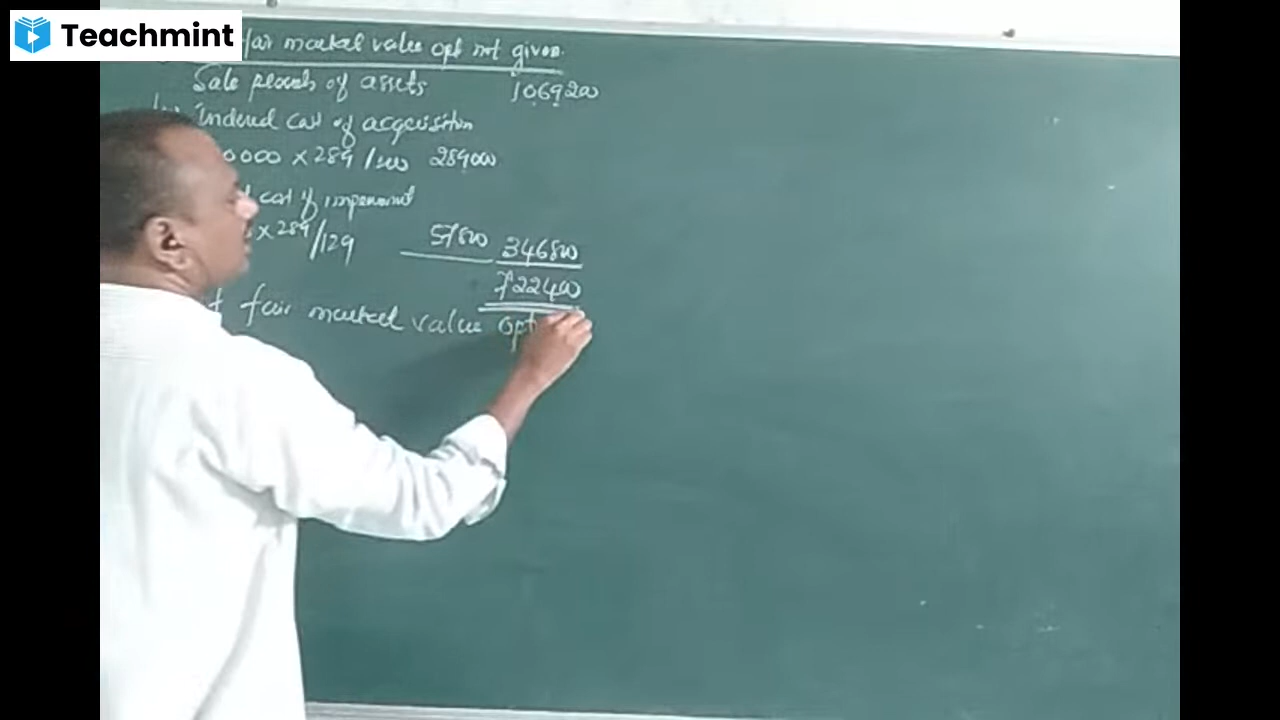 Teachmint
fair market value opt not given.
Sale proceeds of assets 1069200
Indexed cost of acquisition
0000 × 289 /100 289000
cost of improvement
× 289/129 57800 346800
722400
fair market value opt